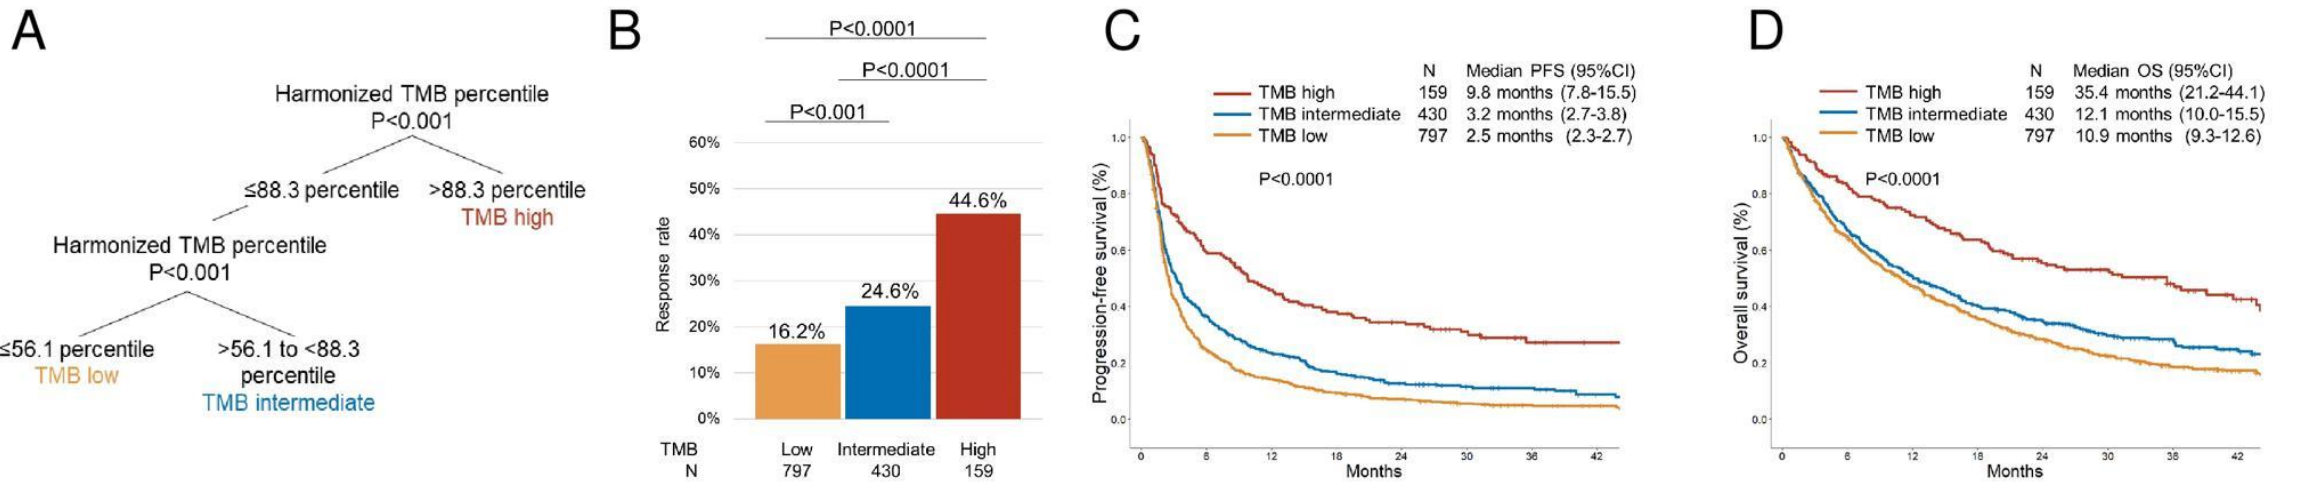 A
Harmonized TMB percentile
P<0.001
≤88.3 percentile
>88.3 percentile
TMB high
Harmonized TMB percentile
P<0.001
≤56.1 percentile
TMB low
>56.1 to <88.3
percentile
TMB intermediate
B
P<0.0001
P<0.0001
P<0.001
Response rate
60%
50%
40%
30%
20%
10%
0%
16.2%
24.6%
44.6%
TMB Low Intermediate High
N 797 430 159
C
N Median PFS (95%CI)
TMB high 159 9.8 months (7.8-15.5)
TMB intermediate 430 3.2 months (2.7-3.8)
TMB low 797 2.5 months (2.3-2.7)
P<0.0001
Progression-free survival (%)
1.0
0.8
0.6
0.4
0.2
0.0
0 6 12 18 24 30 36 42
Months
D
N Median OS (95%CI)
TMB high 159 35.4 months (21.2-44.1)
TMB intermediate 430 12.1 months (10.0-15.5)
TMB low 797 10.9 months (9.3-12.6)
P<0.0001
Overall survival (%)
1.0
0.8
0.6
0.4
0.2
0.0
0 6 12 18 24 30 36 42
Months